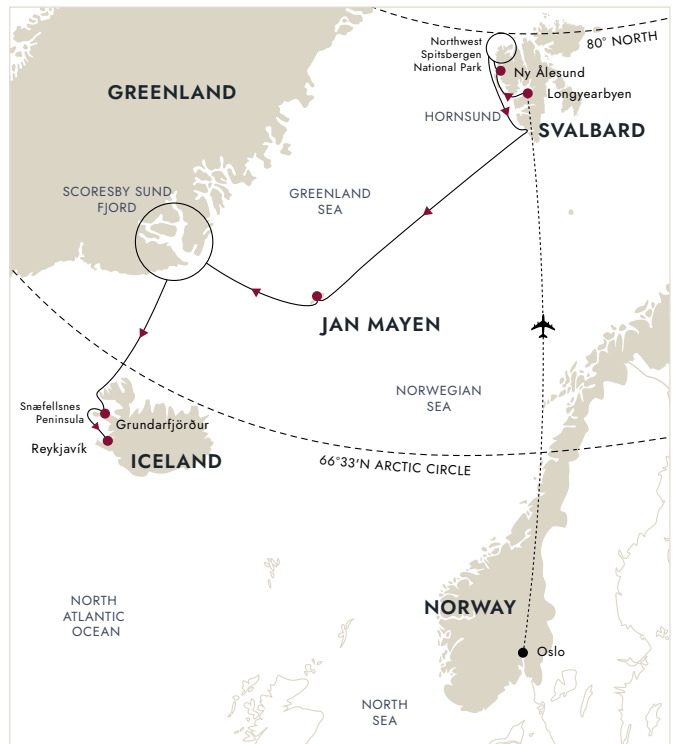 80° NORTH
Northwest
Spitsbergen
National Park
Ny Ålesund
Longyearbyen
GREENLAND
HORNSUND
SVALBARD
SCORESBY SUND
FJORD
GREENLAND
SEA
JAN MAYEN
NORWEGIAN
SEA
Snæfellsnes
Peninsula
Grundarfjörður
Reykjavík
ICELAND
66°33'N ARCTIC CIRCLE
NORTH
ATLANTIC
OCEAN
NORWAY
Oslo
NORTH
SEA